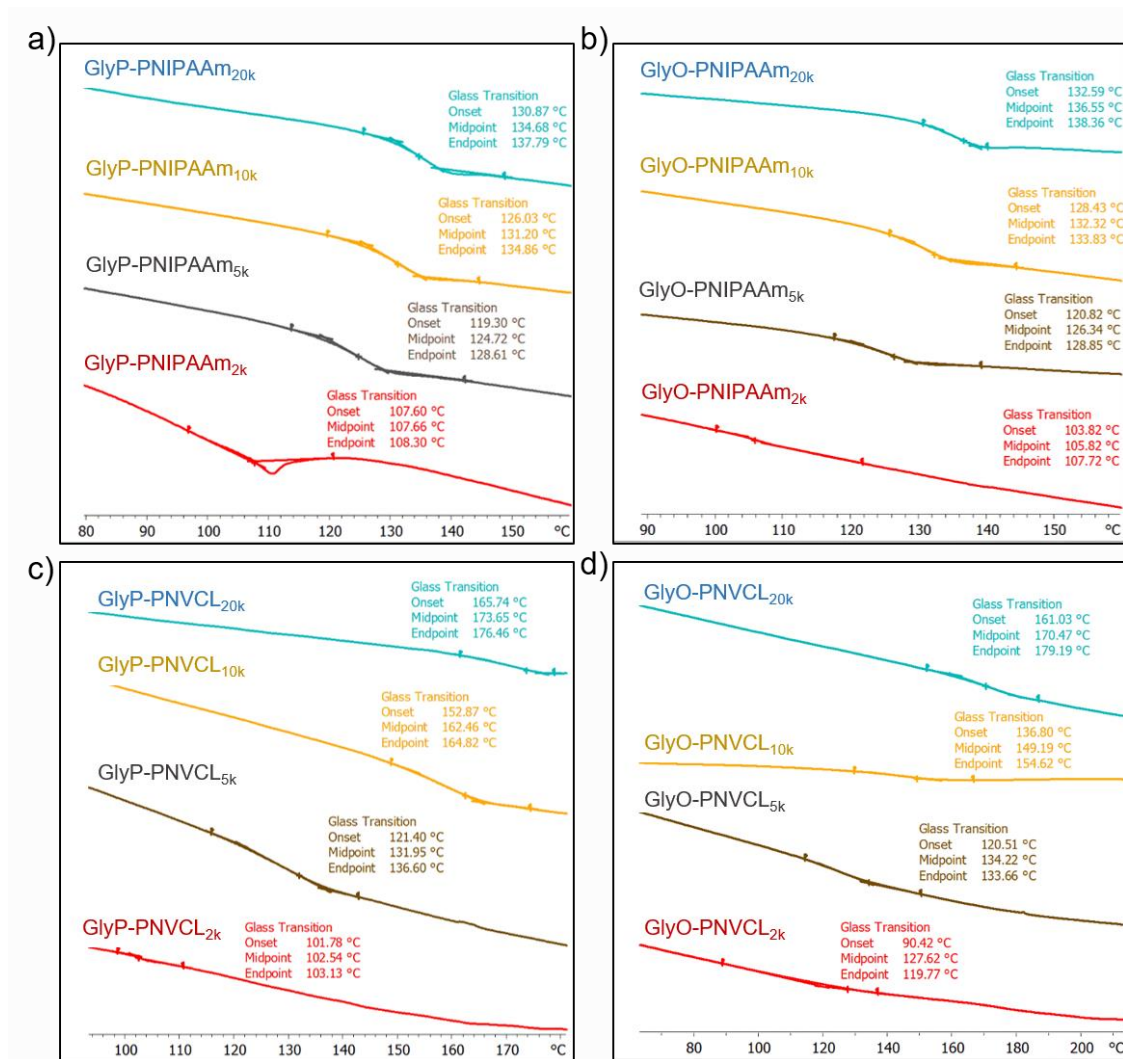 a)
GlyP-PNIPAAm20k
Glass Transition
Onset 130.87 °C
Midpoint 134.68 °C
Endpoint 137.79 °C
GlyP-PNIPAAm10k
Glass Transition
Onset 126.03 °C
Midpoint 131.20 °C
Endpoint 134.86 °C
GlyP-PNIPAAm5k
Glass Transition
Onset 119.30 °C
Midpoint 124.72 °C
Endpoint 128.61 °C
GlyP-PNIPAAm2k
Glass Transition
Onset 107.60 °C
Midpoint 107.66 °C
Endpoint 108.30 °C
80 90 100 110 120 130 140 150 °C
b)
GlyO-PNIPAAm20k
Glass Transition
Onset 132.59 °C
Midpoint 136.55 °C
Endpoint 138.36 °C
GlyO-PNIPAAm10k
Glass Transition
Onset 128.43 °C
Midpoint 132.32 °C
Endpoint 133.83 °C
GlyO-PNIPAAm5k
Glass Transition
Onset 120.82 °C
Midpoint 126.34 °C
Endpoint 128.85 °C
GlyO-PNIPAAm2k
Glass Transition
Onset 103.82 °C
Midpoint 105.82 °C
Endpoint 107.72 °C
90 100 110 120 130 140 150 °C
c)
GlyP-PNVCL20k
Glass Transition
Onset 165.74 °C
Midpoint 173.65 °C
Endpoint 176.46 °C
GlyP-PNVCL10k
Glass Transition
Onset 152.87 °C
Midpoint 162.46 °C
Endpoint 164.82 °C
GlyP-PNVCL5k
Glass Transition
Onset 121.40 °C
Midpoint 131.95 °C
Endpoint 136.60 °C
GlyP-PNVCL2k
Glass Transition
Onset 101.78 °C
Midpoint 102.54 °C
Endpoint 103.13 °C
100 110 120 130 140 150 160 170 °C
d)
GlyO-PNVCL20k
Glass Transition
Onset 161.03 °C
Midpoint 170.47 °C
Endpoint 179.19 °C
GlyO-PNVCL10k
Glass Transition
Onset 136.80 °C
Midpoint 149.19 °C
Endpoint 154.62 °C
GlyO-PNVCL5k
Glass Transition
Onset 120.51 °C
Midpoint 134.22 °C
Endpoint 133.66 °C
GlyO-PNVCL2k
Glass Transition
Onset 90.42 °C
Midpoint 127.62 °C
Endpoint 119.77 °C
80 100 120 140 160 180 200 °C